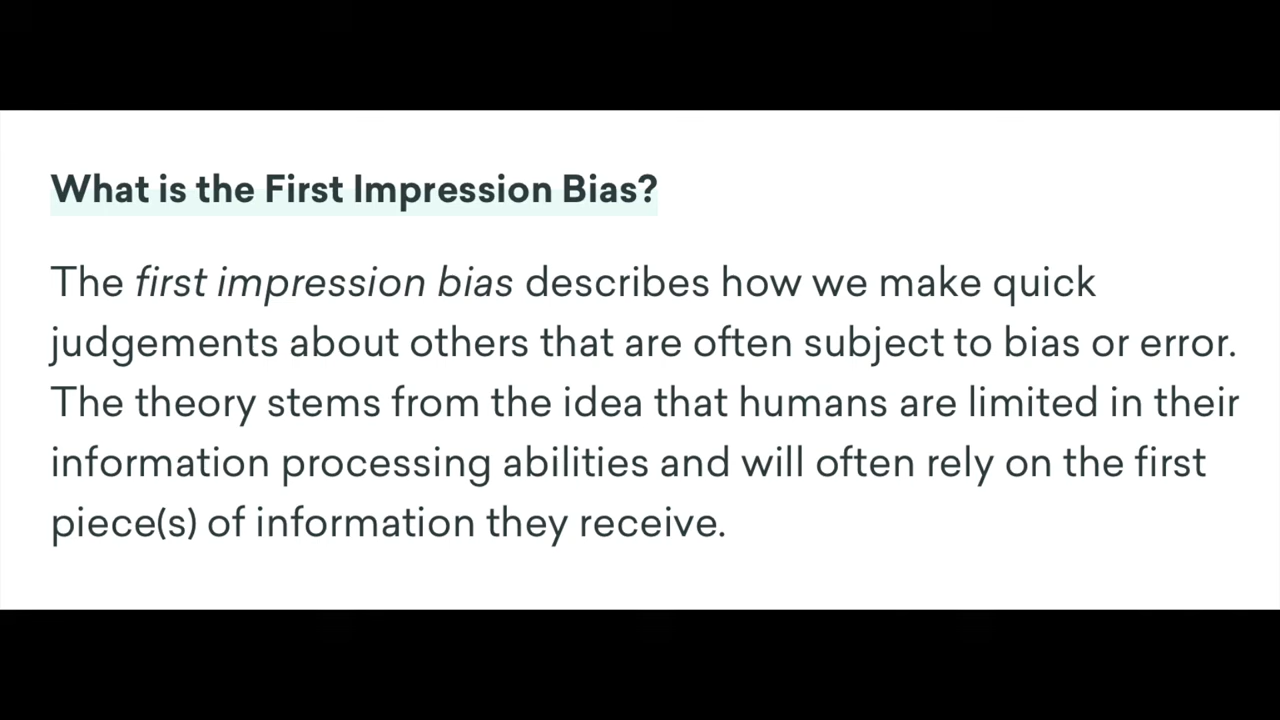 What is the First Impression Bias?
The first impression bias describes how we make quick
judgements about others that are often subject to bias or error.
The theory stems from the idea that humans are limited in their
information processing abilities and will often rely on the first
piece(s) of information they receive.